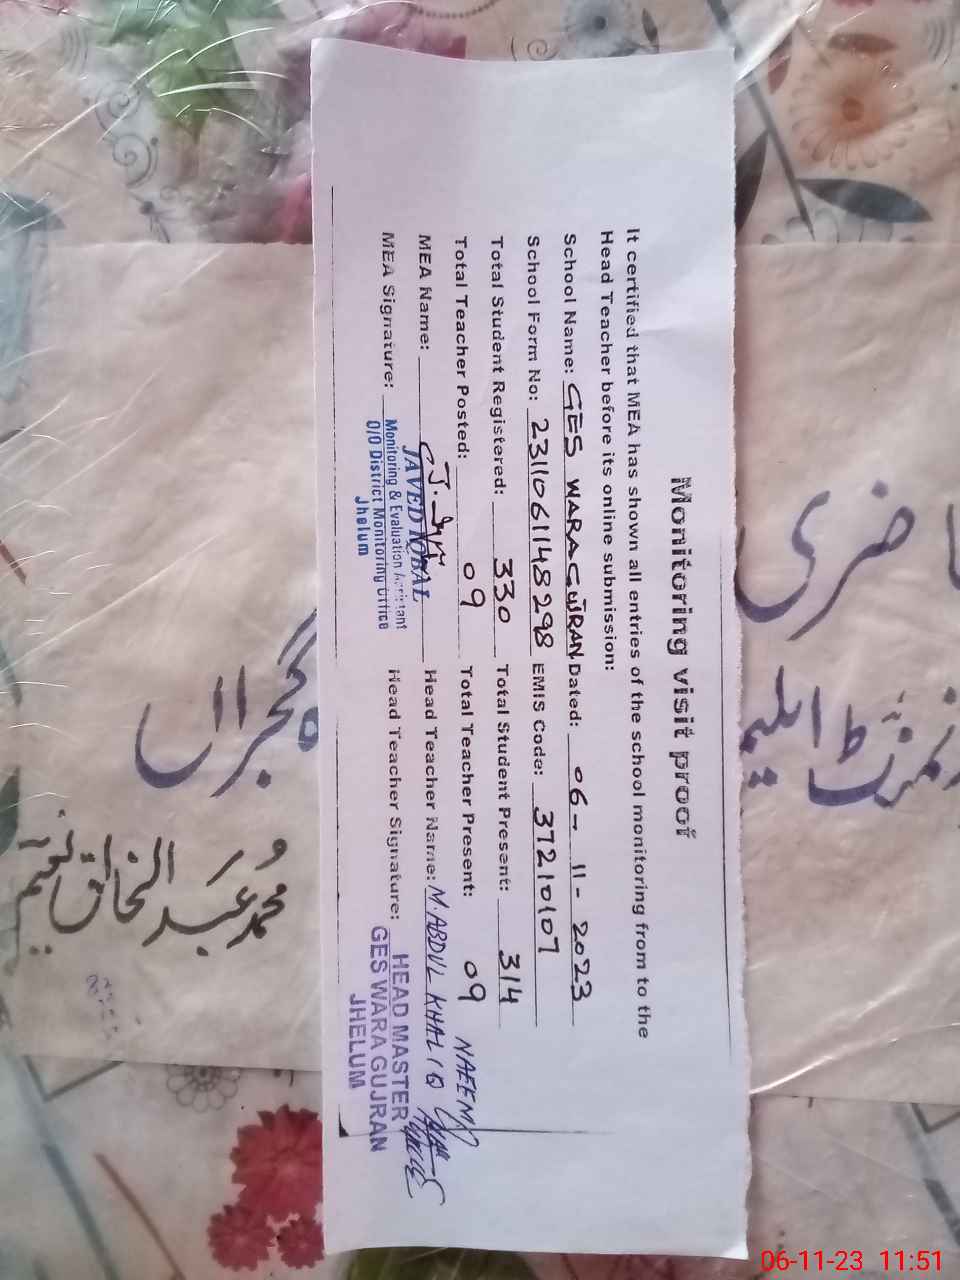 Monitoring visit proof
It certified that MEA has shown all entries of the school monitoring from to the
Head Teacher before its online submission:
School Name: GES WARA GUJRAN Dated: 06-11-2023
School Form No: 2311061148298 EMIS Code: 37210107
Total Student Registered: 330 Total Student Present: 314
Total Teacher Posted: 09 Total Teacher Present: 09
MEA Name: JAVED IQBAL Head Teacher Name: M. ABDUL KHALIQ NAEEM
MEA Signature: Head Teacher Signature:
Monitoring & Evaluation Assistant
O/O District Monitoring Office
Jhelum
HEAD MASTER
GES WARA GUJRAN
JHELUM
گجراں
محمد عبدالخالق نعیم
06-11-23 11:51